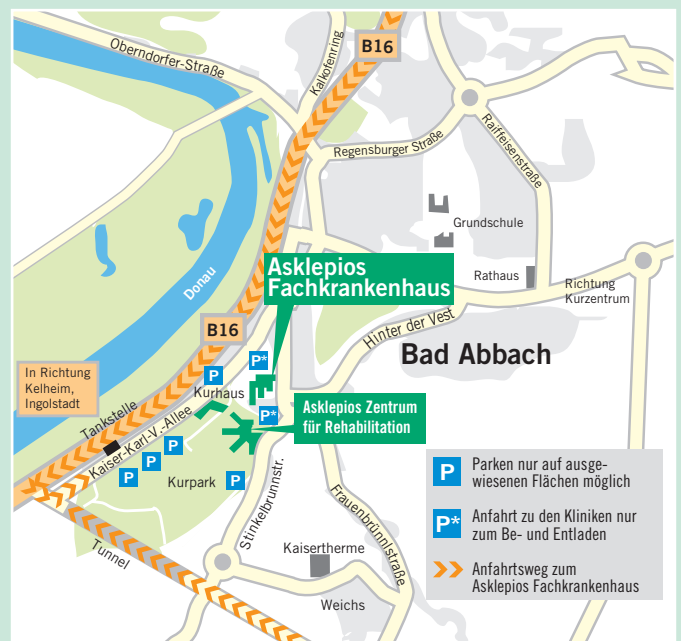 B16
Oberndorfer-Straße
Kalkofenring
Regensburger Straße
Raiffeisenstraße
Grundschule
Donau
Asklepios
Fachkrankenhaus
Rathaus
Richtung
Kurzentrum
Hinter der Vest
B16
Bad Abbach
In Richtung
Kelheim,
Ingolstadt
P*
P
Kurhaus
Tankstelle
Kaiser-Karl-V.-Allee
P*
Asklepios Zentrum
für Rehabilitation
P
P
P
P
Kurpark
Stinkelbrunnstr.
Frauenbrünnlstraße
Tunnel
Kaisertherme
Weichs
P
Parken nur auf ausge-
wiesenen Flächen möglich
P*
Anfahrt zu den Kliniken nur
zum Be- und Entladen
Anfahrtsweg zum
Asklepios Fachkrankenhaus